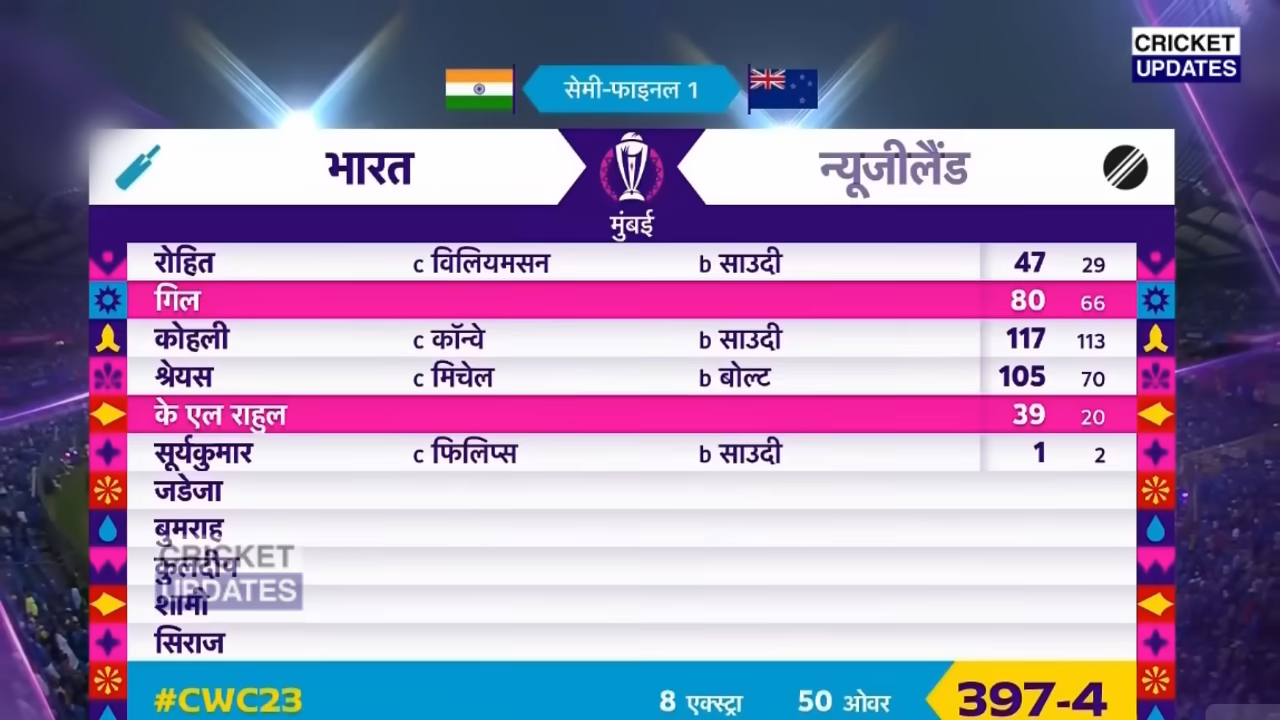 CRICKET
UPDATES
सेमी-फाइनल 1
भारत न्यूजीलैंड
मुंबई
रोहित c विलियमसन b साउदी 47 29
गिल 80 66
कोहली c कॉन्वे b साउदी 117 113
श्रेयस c मिचेल b बोल्ट 105 70
के एल राहुल 39 20
सूर्यकुमार c फिलिप्स b साउदी 1 2
जडेजा
बुमराह
CRICKET
कुलदीप
UPDATES
शामी
सिराज
#CWC23 8 एक्स्ट्रा 50 ओवर 397-4